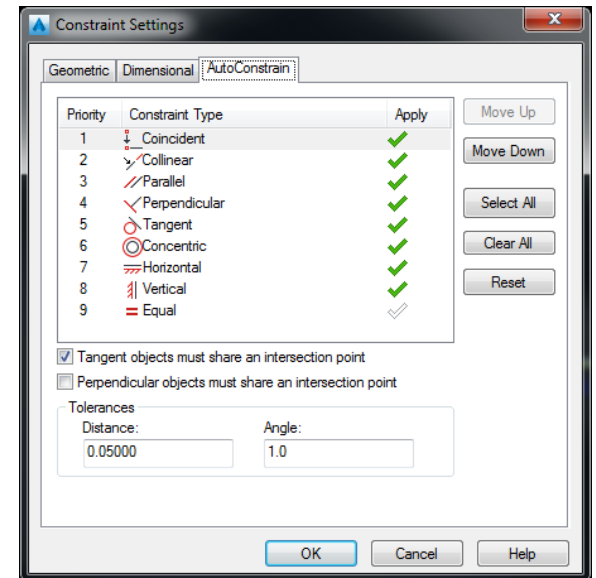 Constraint Settings
Geometric Dimensional AutoConstrain
Priority Constraint Type Apply
1 Coincident
2 Collinear
3 Parallel
4 Perpendicular
5 Tangent
6 Concentric
7 Horizontal
8 Vertical
9 Equal
Move Up
Move Down
Select All
Clear All
Reset
Tangent objects must share an intersection point
Perpendicular objects must share an intersection point
Tolerances
Distance: Angle:
0.05000 1.0
OK Cancel Help